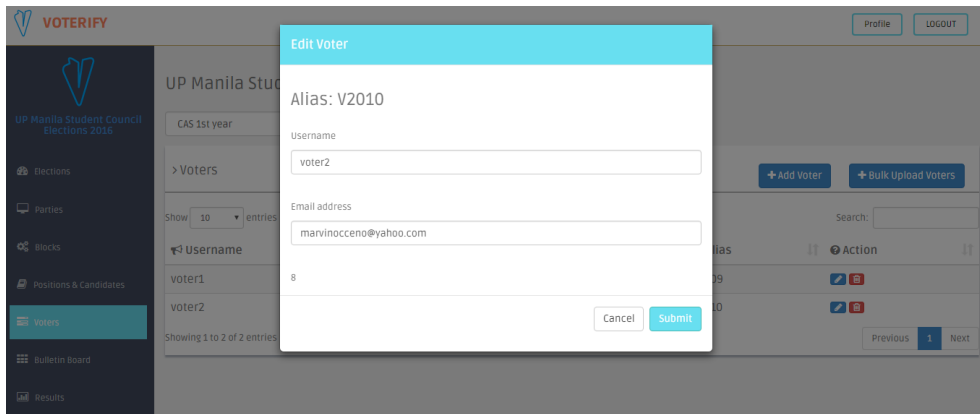 VOTERIFY
Profile
LOGOUT
UP Manila Student Council
Elections 2016
Elections
Parties
Blocks
Positions & Candidates
Voters
Bulletin Board
Results
UP Manila Stud
CAS 1st year
> Voters
+ Add Voter
+ Bulk Upload Voters
Show 10 entries
Search:
Username
lias
Action
voter1
09
voter2
10
Showing 1 to 2 of 2 entries
Previous 1 Next
Edit Voter
Alias: V2010
Username
voter2
Email address
marvinocceno@yahoo.com
8
Cancel
Submit